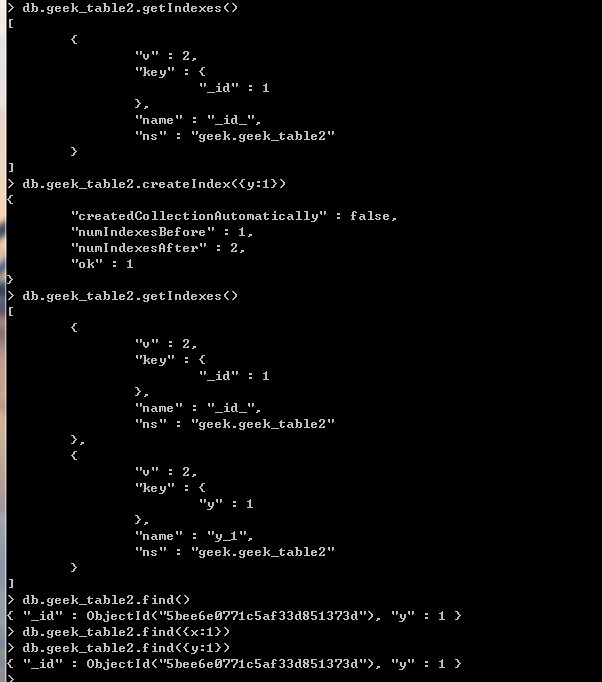 > db.geek_table2.getIndexes()
[
        {
                "v" : 2,
                "key" : {
                        "_id" : 1
                },
                "name" : "_id_",
                "ns" : "geek.geek_table2"
        }
]
> db.geek_table2.createIndex({y:1})
{
        "createdCollectionAutomatically" : false,
        "numIndexesBefore" : 1,
        "numIndexesAfter" : 2,
        "ok" : 1
}
> db.geek_table2.getIndexes()
[
        {
                "v" : 2,
                "key" : {
                        "_id" : 1
                },
                "name" : "_id_",
                "ns" : "geek.geek_table2"
        },
        {
                "v" : 2,
                "key" : {
                        "y" : 1
                },
                "name" : "y_1",
                "ns" : "geek.geek_table2"
        }
]
> db.geek_table2.find()
{ "_id" : ObjectId("5bee6e0771c5af33d851373d"), "y" : 1 }
> db.geek_table2.find({x:1})
> db.geek_table2.find({y:1})
{ "_id" : ObjectId("5bee6e0771c5af33d851373d"), "y" : 1 }
>